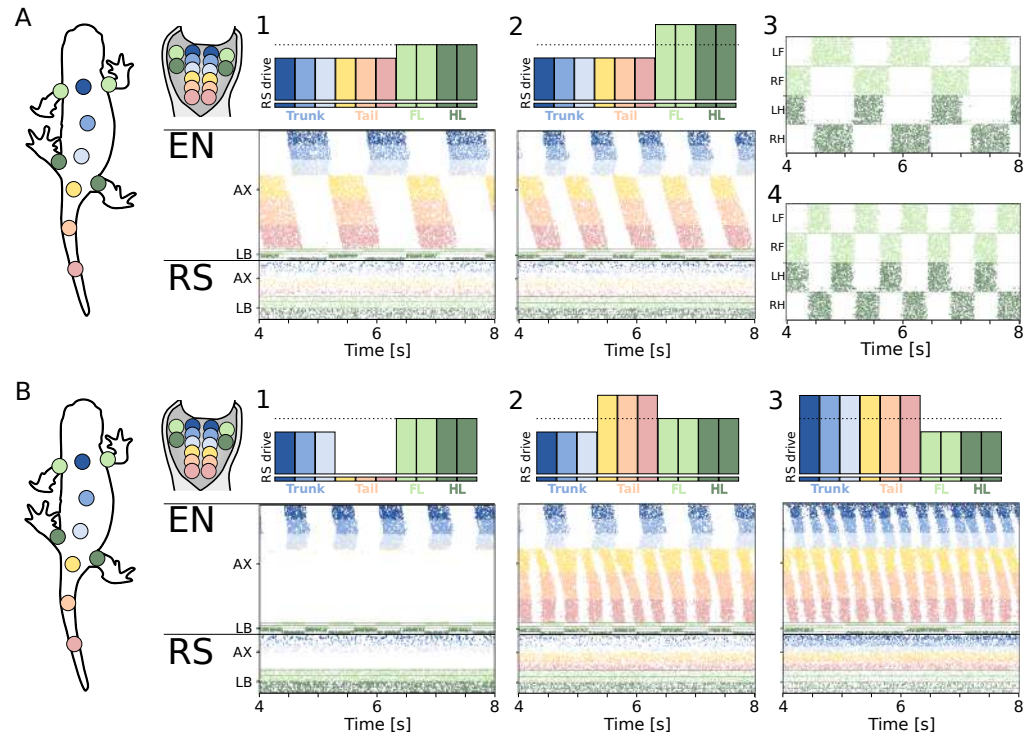 A
1
RS drive
Trunk Tail FL HL
2
RS drive
Trunk Tail FL HL
3
LF
RF
LH
RH
4 6 8
4
LF
RF
LH
RH
4 6 8
Time [s]
EN
AX
LB
RS
AX
LB
4 6 8
Time [s]
4 6 8
Time [s]
B
1
RS drive
Trunk Tail FL HL
2
RS drive
Trunk Tail FL HL
3
RS drive
Trunk Tail FL HL
EN
AX
LB
RS
AX
LB
4 6 8
Time [s]
4 6 8
Time [s]
4 6 8
Time [s]